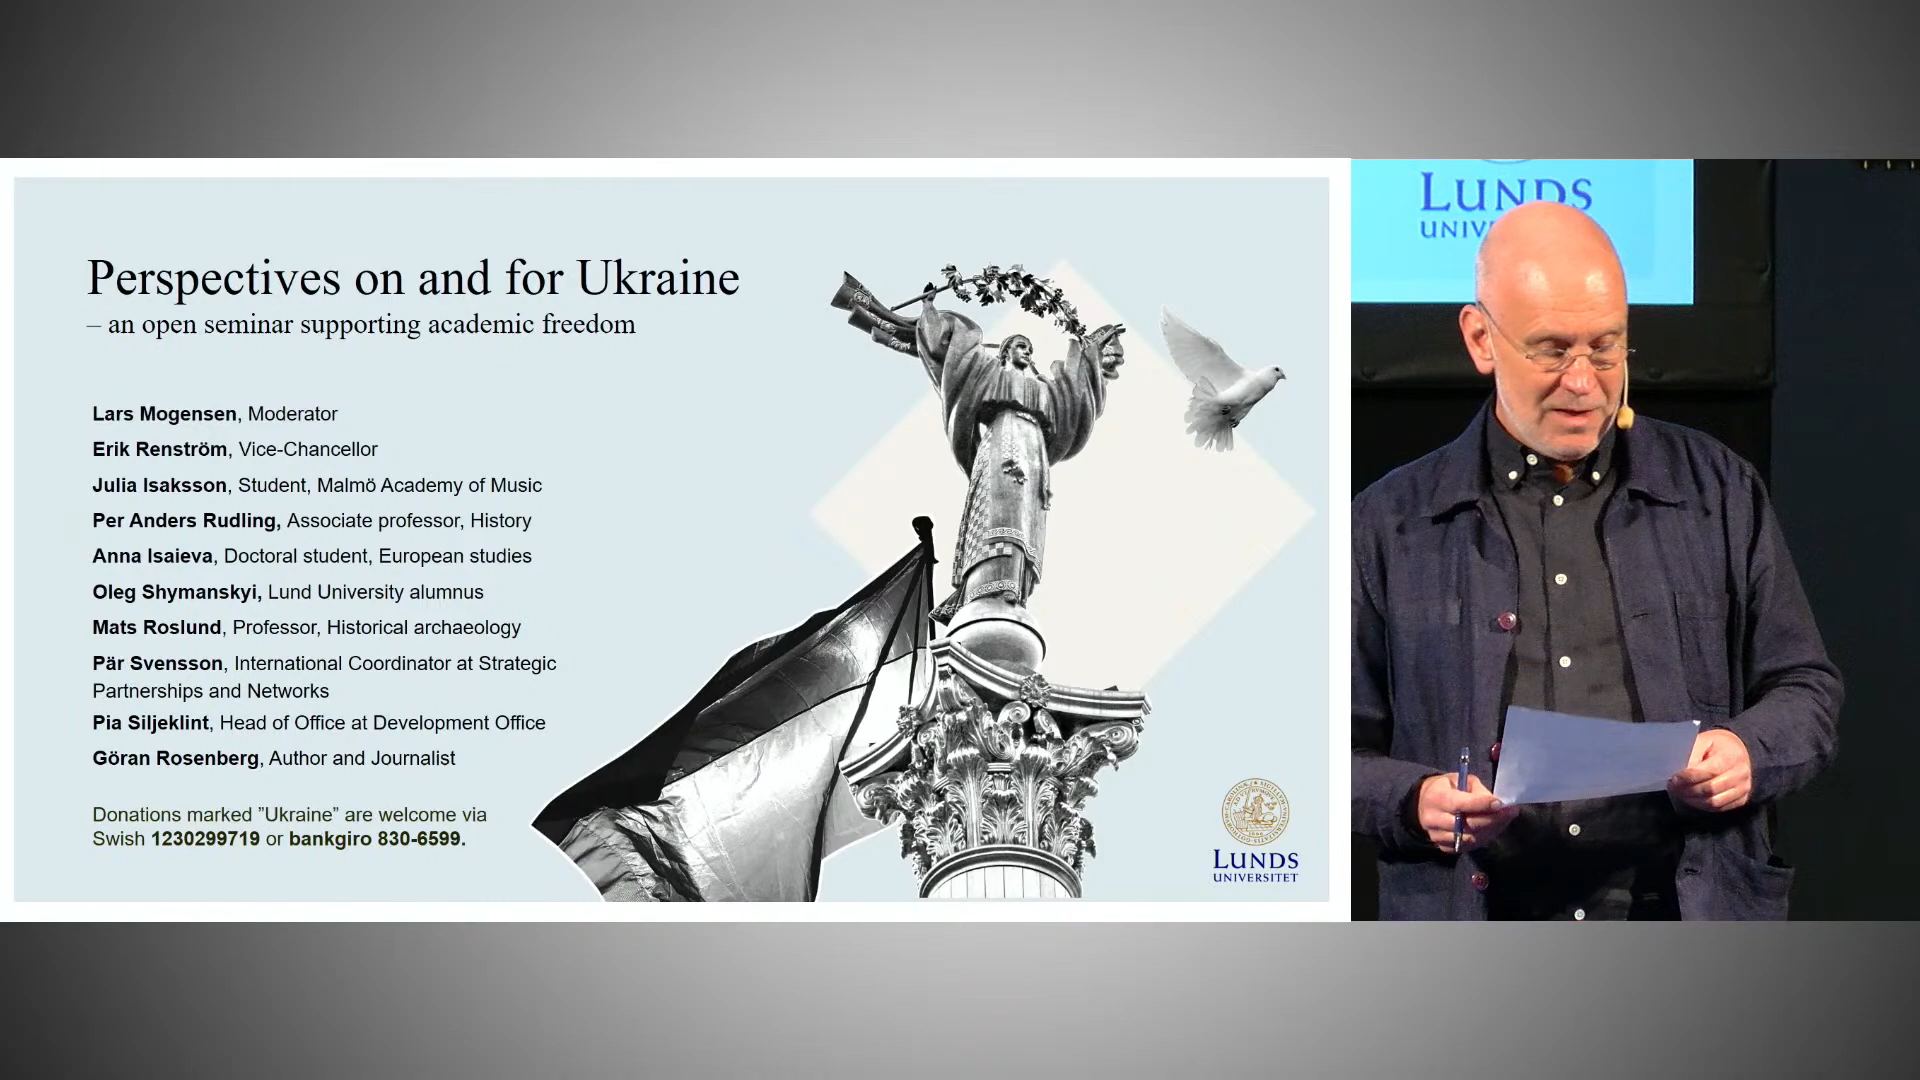 Perspectives on and for Ukraine
– an open seminar supporting academic freedom
Lars Mogensen, Moderator
Erik Renström, Vice-Chancellor
Julia Isaksson, Student, Malmö Academy of Music
Per Anders Rudling, Associate professor, History
Anna Isaieva, Doctoral student, European studies
Oleg Shymanskyi, Lund University alumnus
Mats Roslund, Professor, Historical archaeology
Pär Svensson, International Coordinator at Strategic
Partnerships and Networks
Pia Siljeklint, Head of Office at Development Office
Göran Rosenberg, Author and Journalist
Donations marked ”Ukraine” are welcome via
Swish 1230299719 or bankgiro 830-6599.
LUNDS
UNIVERSITET
LUNDS
UNIV